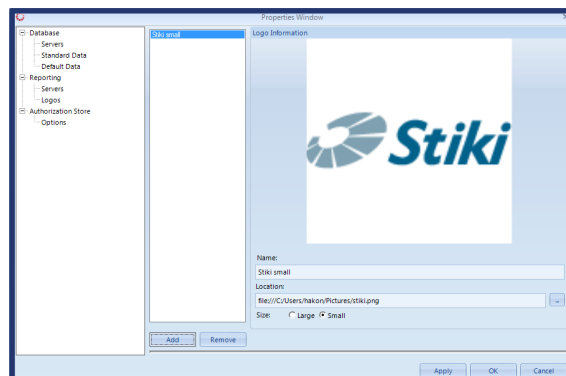 Properties Window
Database
Servers
Standard Data
Default Data
Reporting
Servers
Logos
Authorization Store
Options
Stiki small
Add
Remove
Logo Information
Stiki
Name:
Stiki small
Location:
file:///C:/Users/hakon/Pictures/stiki.png
...
Size: Large Small
Apply OK Cancel